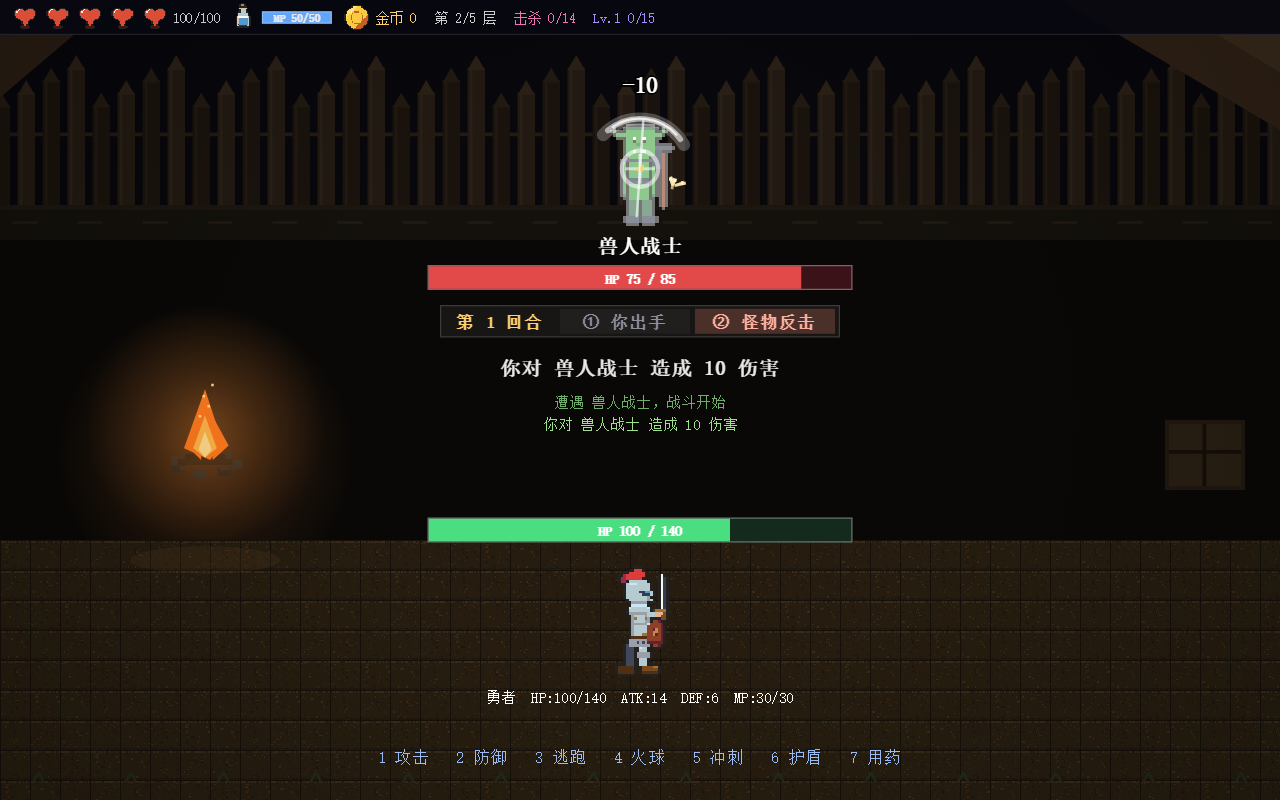 100/100 MP 50/50 金币 0 第 2/5 层 击杀 0/14 Lv.1 0/15
-10
兽人战士
HP 75 / 85
第 1 回合 ① 你出手 ② 怪物反击
你对 兽人战士 造成 10 伤害
遭遇 兽人战士，战斗开始
你对 兽人战士 造成 10 伤害
HP 100 / 140
勇者 HP:100/140 ATK:14 DEF:6 MP:30/30
1 攻击 2 防御 3 逃跑 4 火球 5 冲刺 6 护盾 7 用药